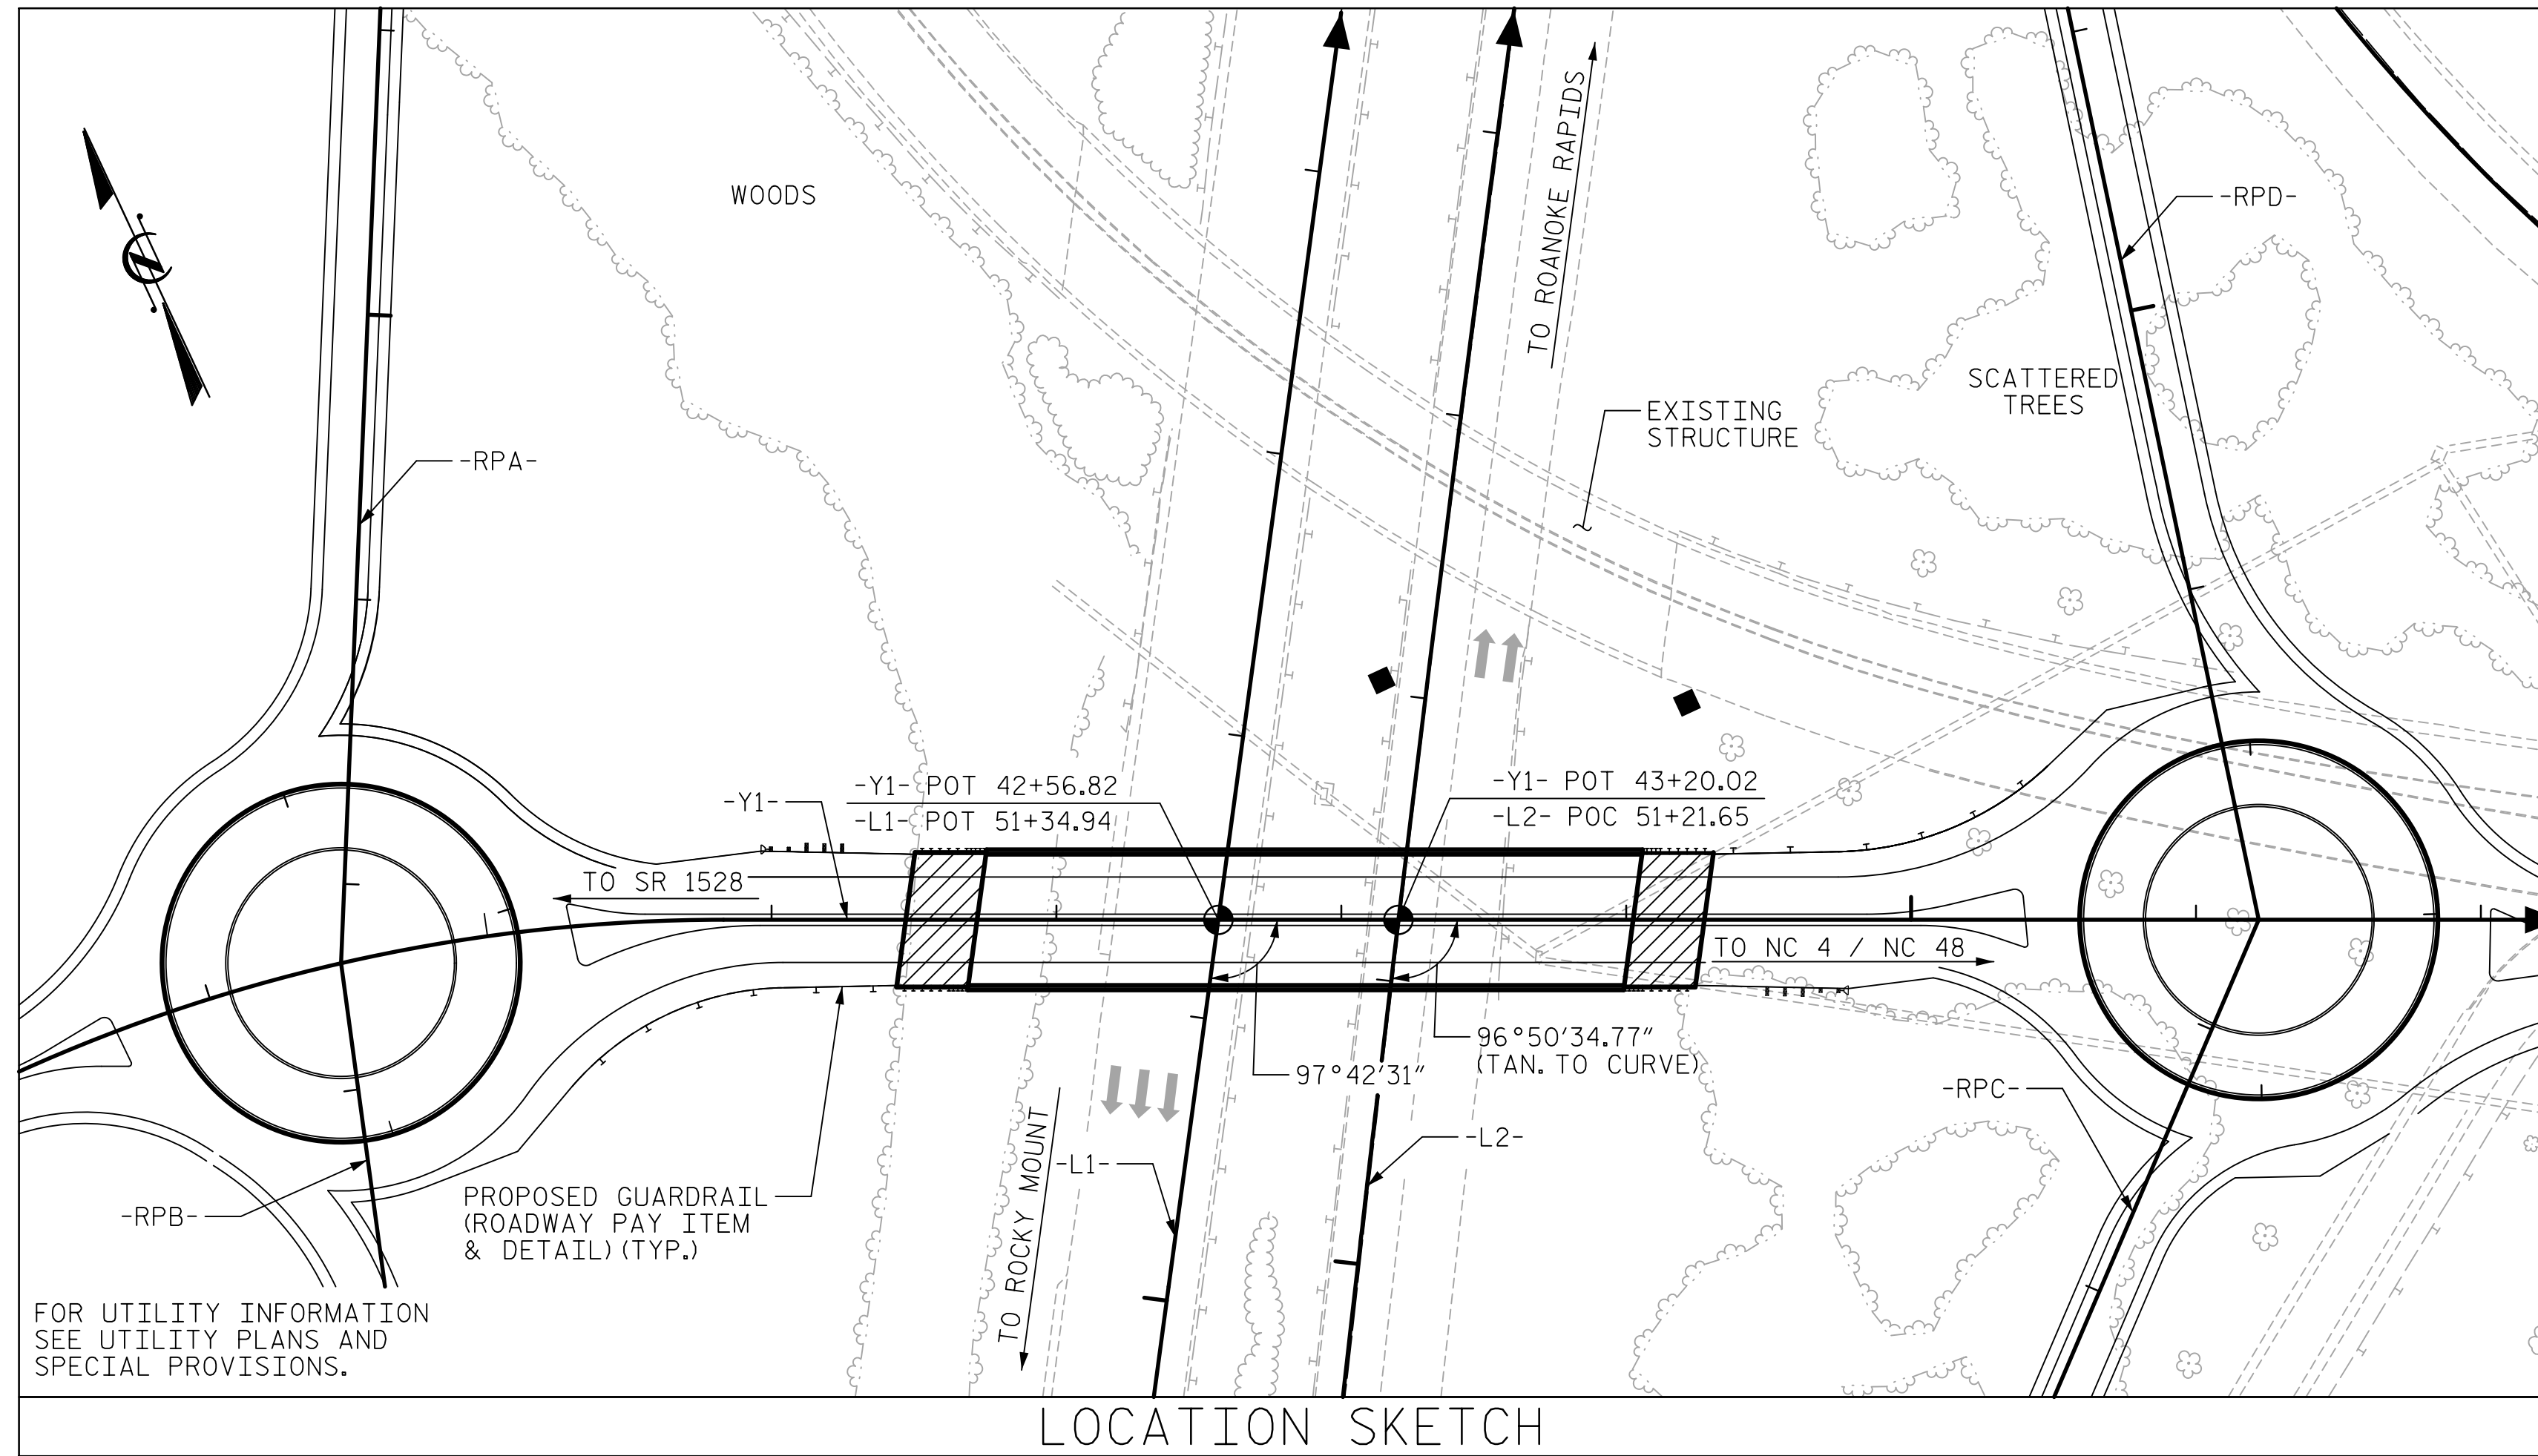 WOODS
TO ROANOKE RAPIDS
-RPD-
SCATTERED
TREES
EXISTING
STRUCTURE
-RPA-
-Y1- POT 42+56.82
-L1- POT 51+34.94
-Y1- POT 43+20.02
-L2- POC 51+21.65
-Y1-
TO SR 1528
TO NC 4 / NC 48
96°50'34.77"
(TAN. TO CURVE)
97°42'31"
-RPC-
-L2-
-L1-
TO ROCKY MOUNT
PROPOSED GUARDRAIL
(ROADWAY PAY ITEM
& DETAIL) (TYP.)
-RPB-
FOR UTILITY INFORMATION
SEE UTILITY PLANS AND
SPECIAL PROVISIONS.
LOCATION SKETCH